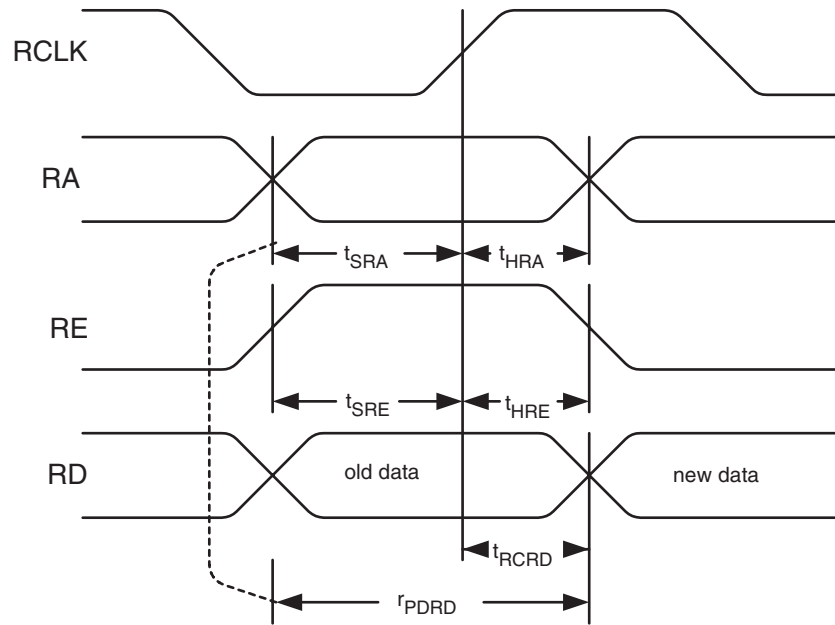 RCLK
RA
tSRA tHRA
RE
tSRE tHRE
RD old data new data
tRCRD
rPDRD